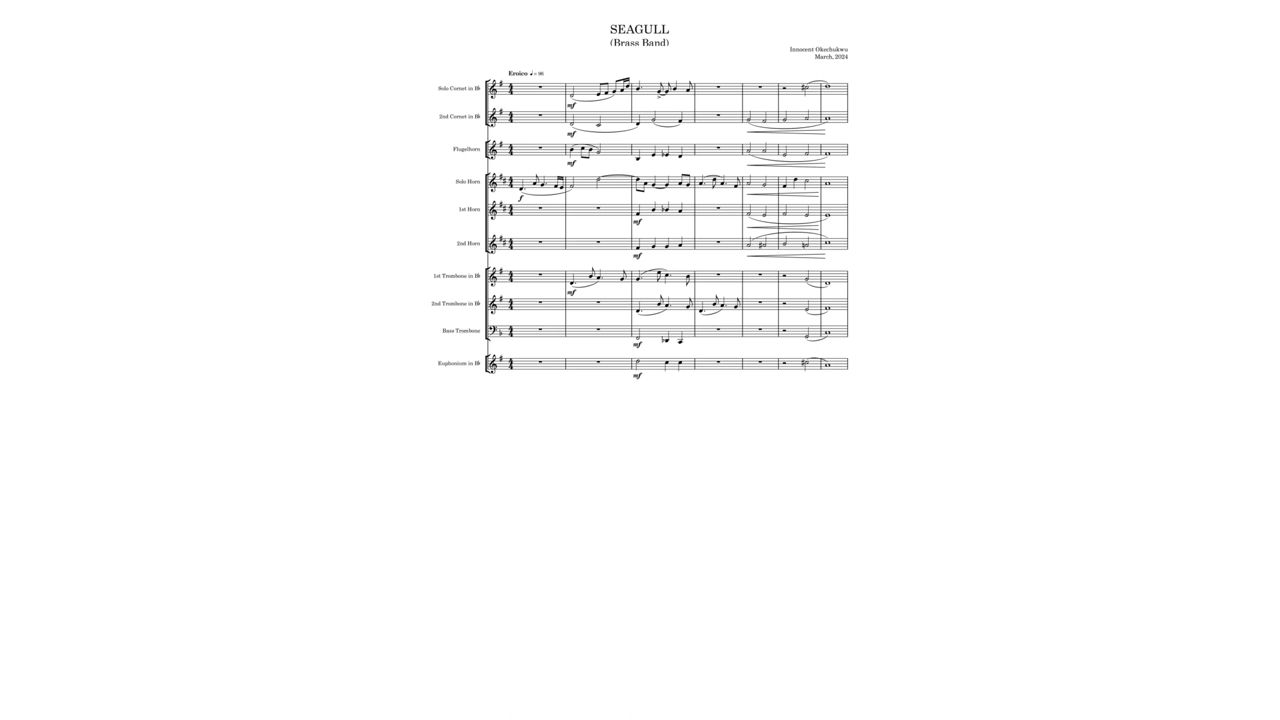 SEAGULL
(Brass Band)
Innocent Okechukwu
March, 2024
Eroico ♩= 96
Solo Cornet in B♭
mf
2nd Cornet in B♭
mf
Flugelhorn
mf
Solo Horn
f
1st Horn
mf
2nd Horn
mf
1st Trombone in B♭
mf
2nd Trombone in B♭
Bass Trombone
mf
Euphonium in B♭
mf